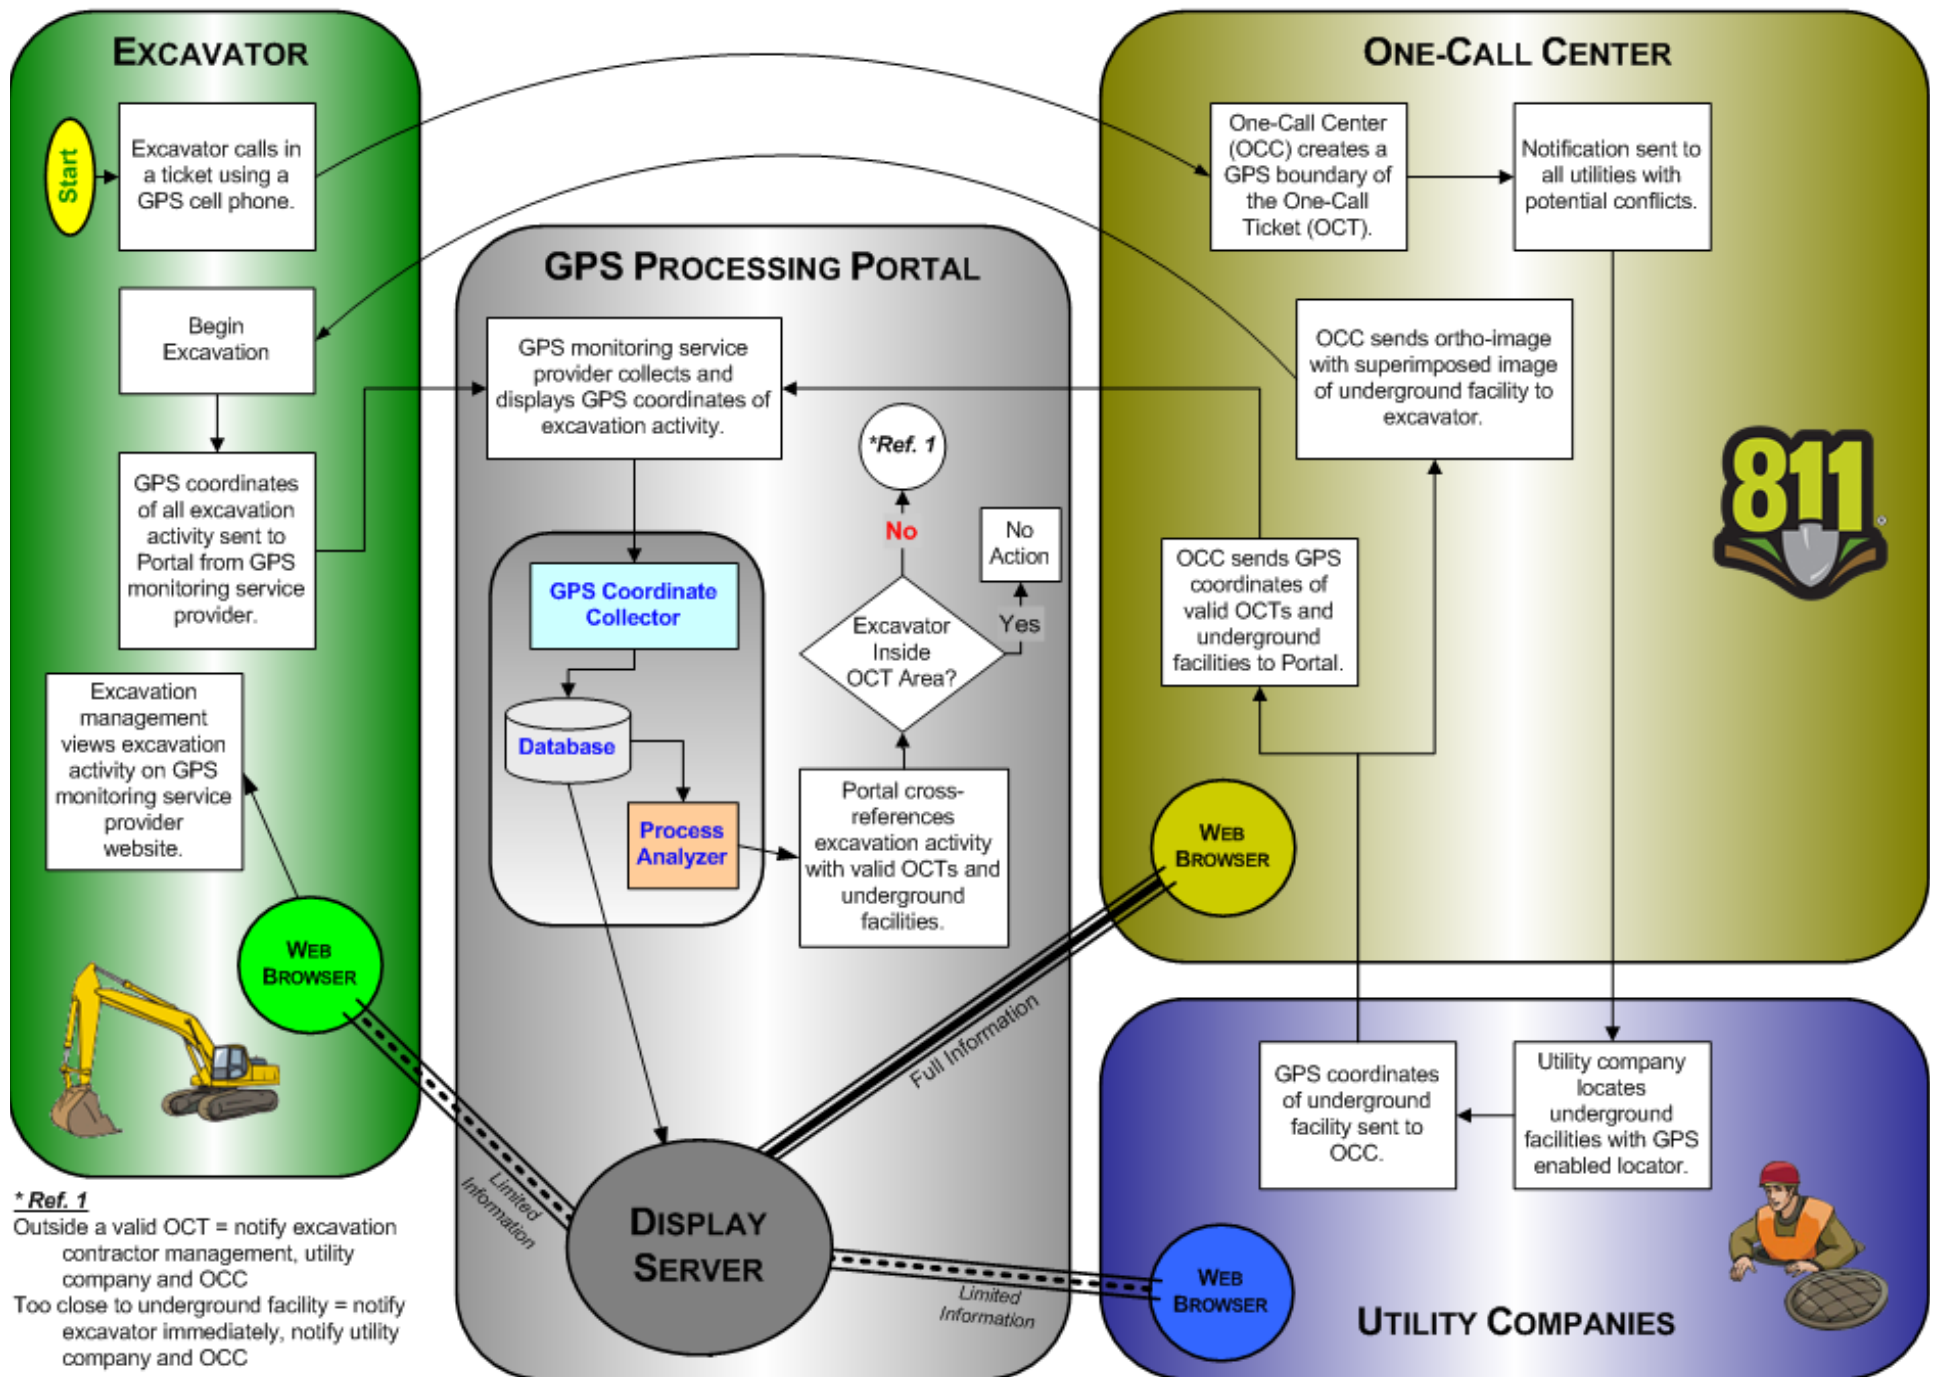 EXCAVATOR
Start
Excavator calls in
a ticket using a
GPS cell phone.
Begin
Excavation
GPS coordinates
of all excavation
activity sent to
Portal from GPS
monitoring service
provider.
Excavation
management
views excavation
activity on GPS
monitoring service
provider
website.
WEB
BROWSER
* Ref. 1
Outside a valid OCT = notify excavation
contractor management, utility
company and OCC
Too close to underground facility = notify
excavator immediately, notify utility
company and OCC
GPS PROCESSING PORTAL
GPS monitoring service
provider collects and
displays GPS coordinates of
excavation activity.
GPS Coordinate
Collector
Database
Process
Analyzer
Portal cross-
references
excavation activity
with valid OCTs and
underground
facilities.
Excavator
Inside
OCT Area?
No
*Ref. 1
Yes
No
Action
Limited
Information
Full Information
Limited
Information
DISPLAY
SERVER
ONE-CALL CENTER
One-Call Center
(OCC) creates a
GPS boundary of
the One-Call
Ticket (OCT).
Notification sent to
all utilities with
potential conflicts.
OCC sends ortho-image
with superimposed image
of underground facility to
excavator.
811
OCC sends GPS
coordinates of
valid OCTs and
underground
facilities to Portal.
WEB
BROWSER
GPS coordinates
of underground
facility sent to
OCC.
Utility company
locates
underground
facilities with GPS
enabled locator.
WEB
BROWSER
UTILITY COMPANIES